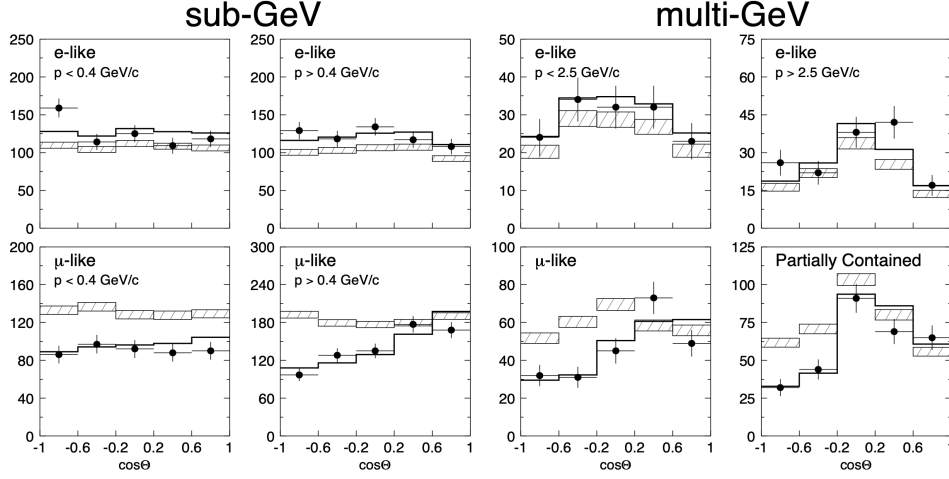 sub-GeV
multi-GeV
250
200
150
100
50
0
e-like
p < 0.4 GeV/c
250
200
150
100
50
0
e-like
p > 0.4 GeV/c
50
40
30
20
10
0
e-like
p < 2.5 GeV/c
75
60
45
30
15
0
e-like
p > 2.5 GeV/c
200
160
120
80
40
0
μ-like
p < 0.4 GeV/c
-1 -0.6 -0.2 0.2 0.6 1
cosΘ
300
240
180
120
60
0
μ-like
p > 0.4 GeV/c
-1 -0.6 -0.2 0.2 0.6 1
cosΘ
100
80
60
40
20
0
μ-like
-1 -0.6 -0.2 0.2 0.6 1
cosΘ
125
100
75
50
25
0
Partially Contained
-1 -0.6 -0.2 0.2 0.6 1
cosΘ